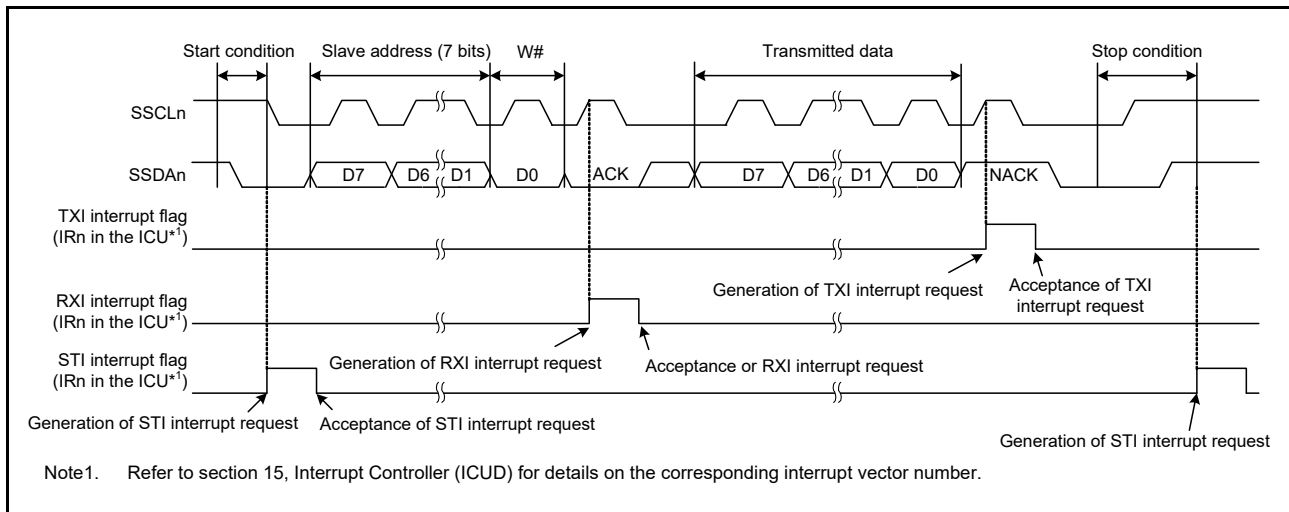 Start condition
Slave address (7 bits)
W#
Transmitted data
Stop condition
SSCLn
SSDAn
D7
D6
D1
D0
ACK
D7
D6
D1
D0
NACK
TXI interrupt flag
(IRn in the ICU*1)
Generation of TXI interrupt request
Acceptance of TXI
interrupt request
RXI interrupt flag
(IRn in the ICU*1)
Generation of RXI interrupt request
Acceptance or RXI interrupt request
STI interrupt flag
(IRn in the ICU*1)
Generation of STI interrupt request
Acceptance of STI interrupt request
Generation of STI interrupt request
Note1. Refer to section 15, Interrupt Controller (ICUD) for details on the corresponding interrupt vector number.